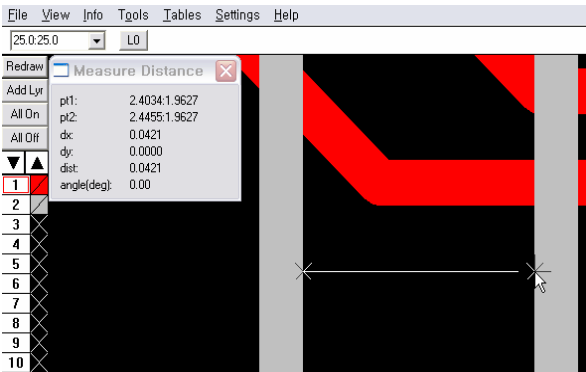 File View Info Tools Tables Settings Help
25.0:25.0 L0
Redraw
Add Lyr
All On
All Off
Measure Distance
pt1: 2.4034:1.9627
pt2: 2.4455:1.9627
dx: 0.0421
dy: 0.0000
dist: 0.0421
angle(deg): 0.00
1
2
3
4
5
6
7
8
9
10